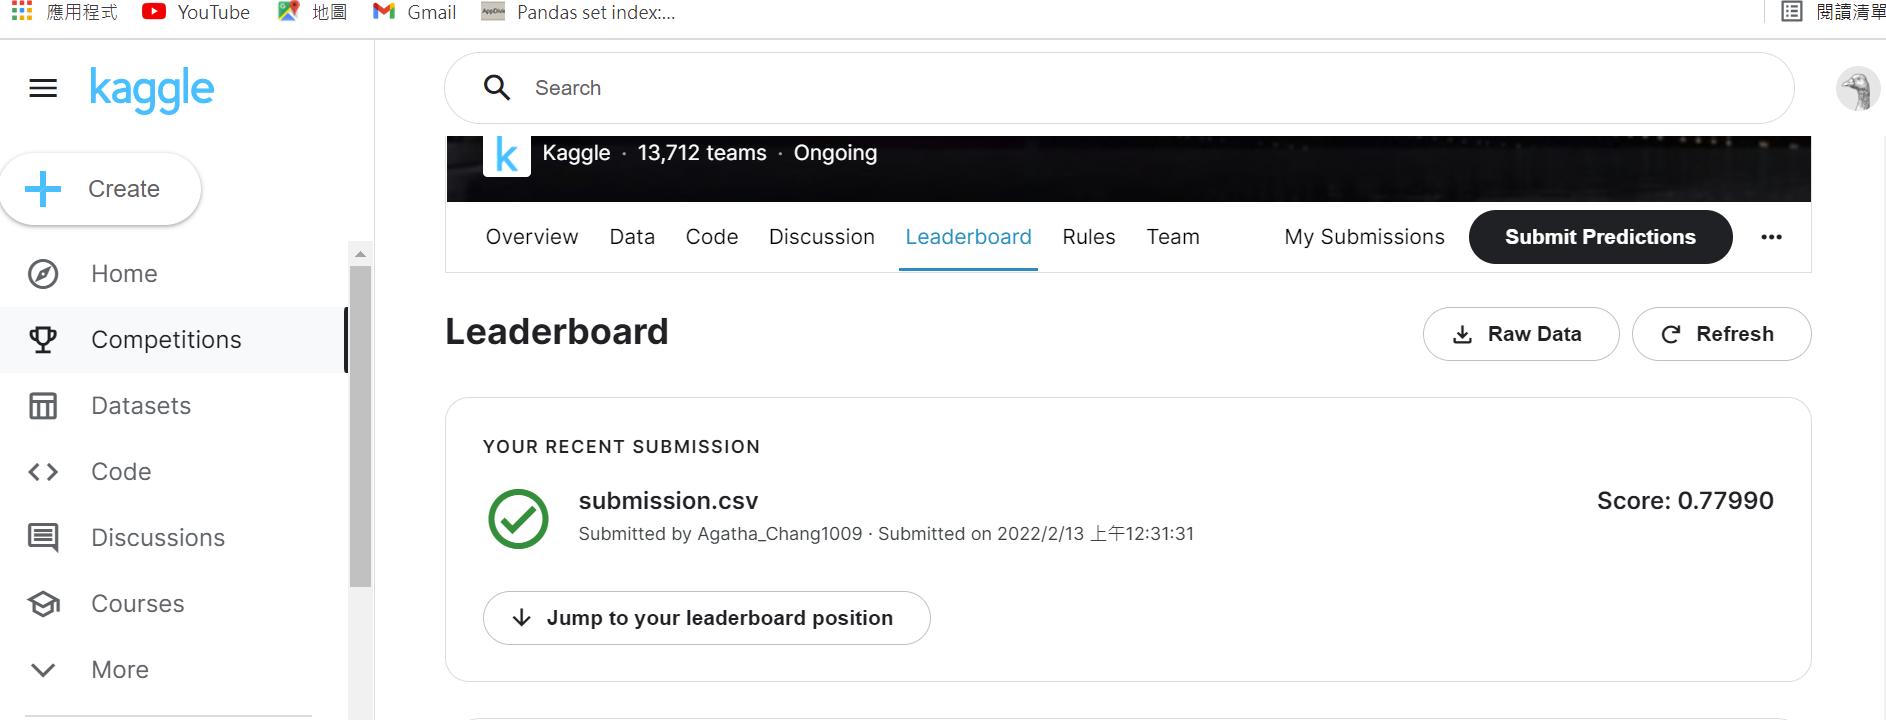 應用程式 YouTube 地圖 Gmail AppDivi Pandas set index:... 閱讀清單
kaggle
Search
k Kaggle · 13,712 teams · Ongoing
Create
Overview Data Code Discussion Leaderboard Rules Team My Submissions Submit Predictions
Home
Competitions
Datasets
Code
Discussions
Courses
More
Leaderboard
Raw Data Refresh
YOUR RECENT SUBMISSION
submission.csv Score: 0.77990
Submitted by Agatha_Chang1009 · Submitted on 2022/2/13 上午12:31:31
Jump to your leaderboard position